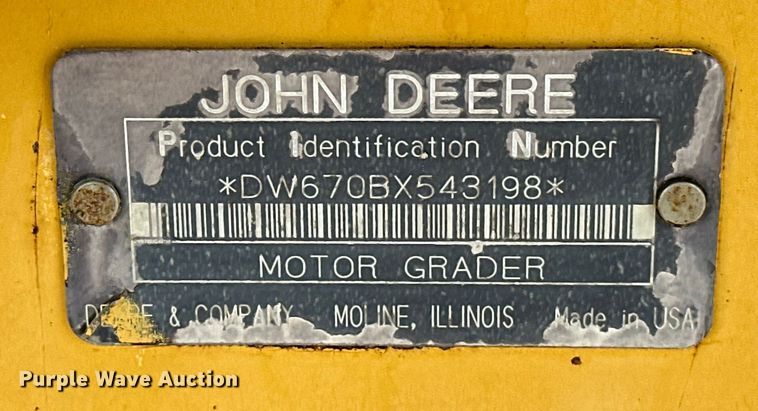 JOHN DEERE
Product Identification Number
*DW670BX543198*
MOTOR GRADER
DEERE & COMPANY MOLINE, ILLINOIS Made in USA
Purple Wave Auction